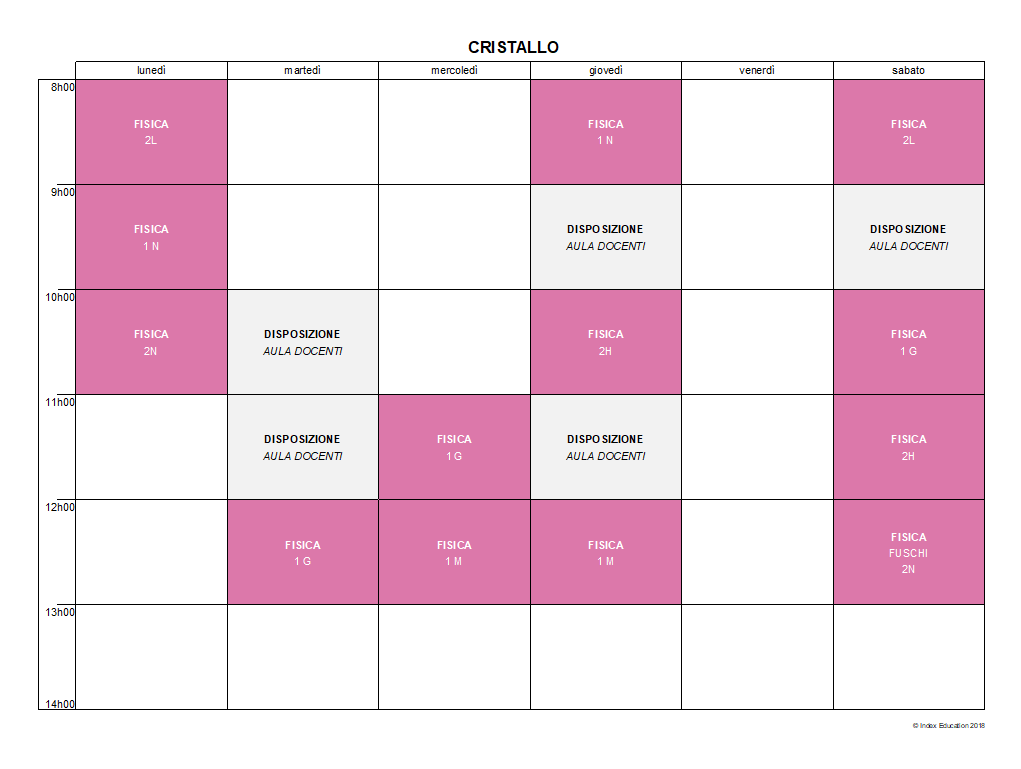 CRISTALLO
lunedì martedì mercoledì giovedì venerdì sabato
8h00
FISICA FISICA FISICA
2L 1 N 2L
9h00
FISICA DISPOSIZIONE DISPOSIZIONE
1 N AULA DOCENTI AULA DOCENTI
10h00
FISICA DISPOSIZIONE FISICA FISICA
2N AULA DOCENTI 2H 1 G
11h00
DISPOSIZIONE FISICA DISPOSIZIONE FISICA
AULA DOCENTI 1 G AULA DOCENTI 2H
12h00
FISICA FISICA FISICA FISICA
1 G 1 M 1 M FUSCHI
2N
13h00
14h00
© Index Education 2018